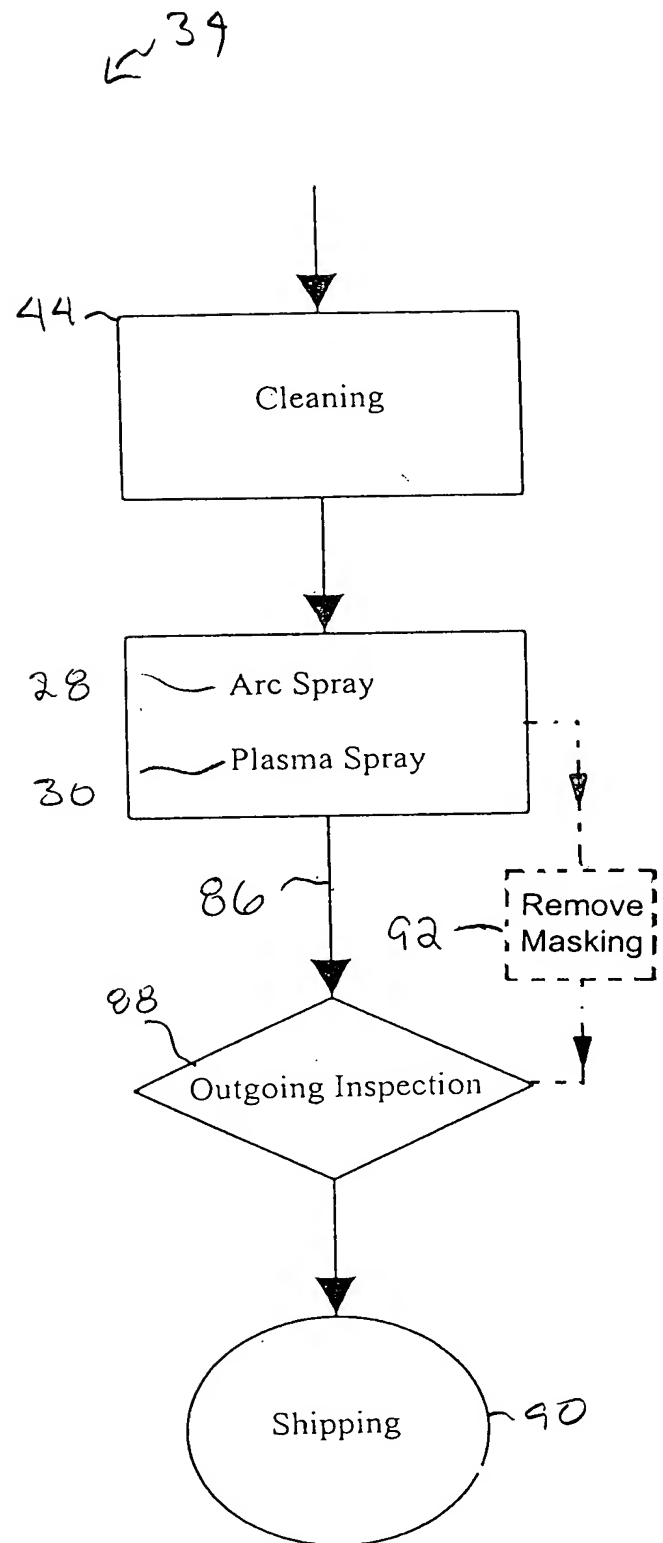 34
44
Cleaning
28 Arc Spray
30 Plasma Spray
86
92 Remove
Masking
88
Outgoing Inspection
Shipping 90